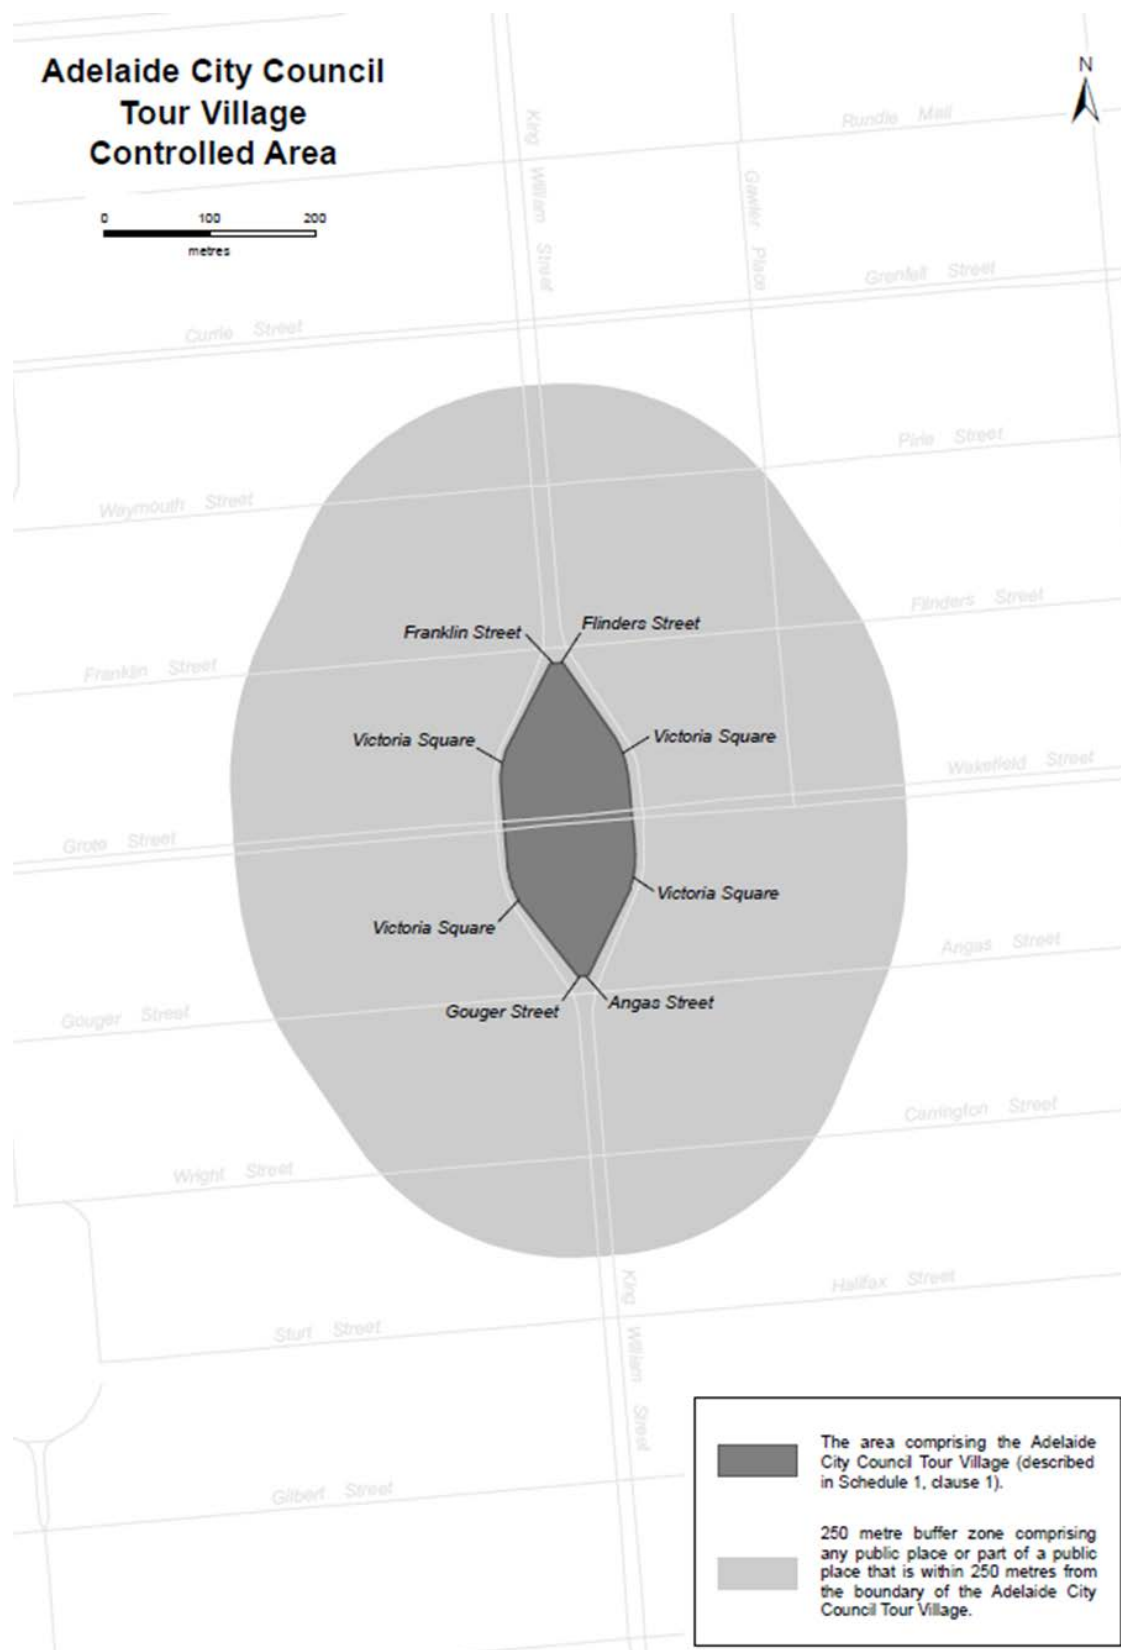 Adelaide City Council
Tour Village
Controlled Area
N
0 100 200
metres
Rundle Mall
King William Street
Gawler Place
Grenfell Street
Currie Street
Pirie Street
Waymouth Street
Flinders Street
Franklin Street
Flinders Street
Franklin Street
Victoria Square
Victoria Square
Wakefield Street
Grote Street
Victoria Square
Victoria Square
Angas Street
Gouger Street
Angas Street
Gouger Street
Carrington Street
Wright Street
King William Street
Halifax Street
Sturt Street
Gilbert Street
The area comprising the Adelaide
City Council Tour Village (described
in Schedule 1, clause 1).
250 metre buffer zone comprising
any public place or part of a public
place that is within 250 metres from
the boundary of the Adelaide City
Council Tour Village.